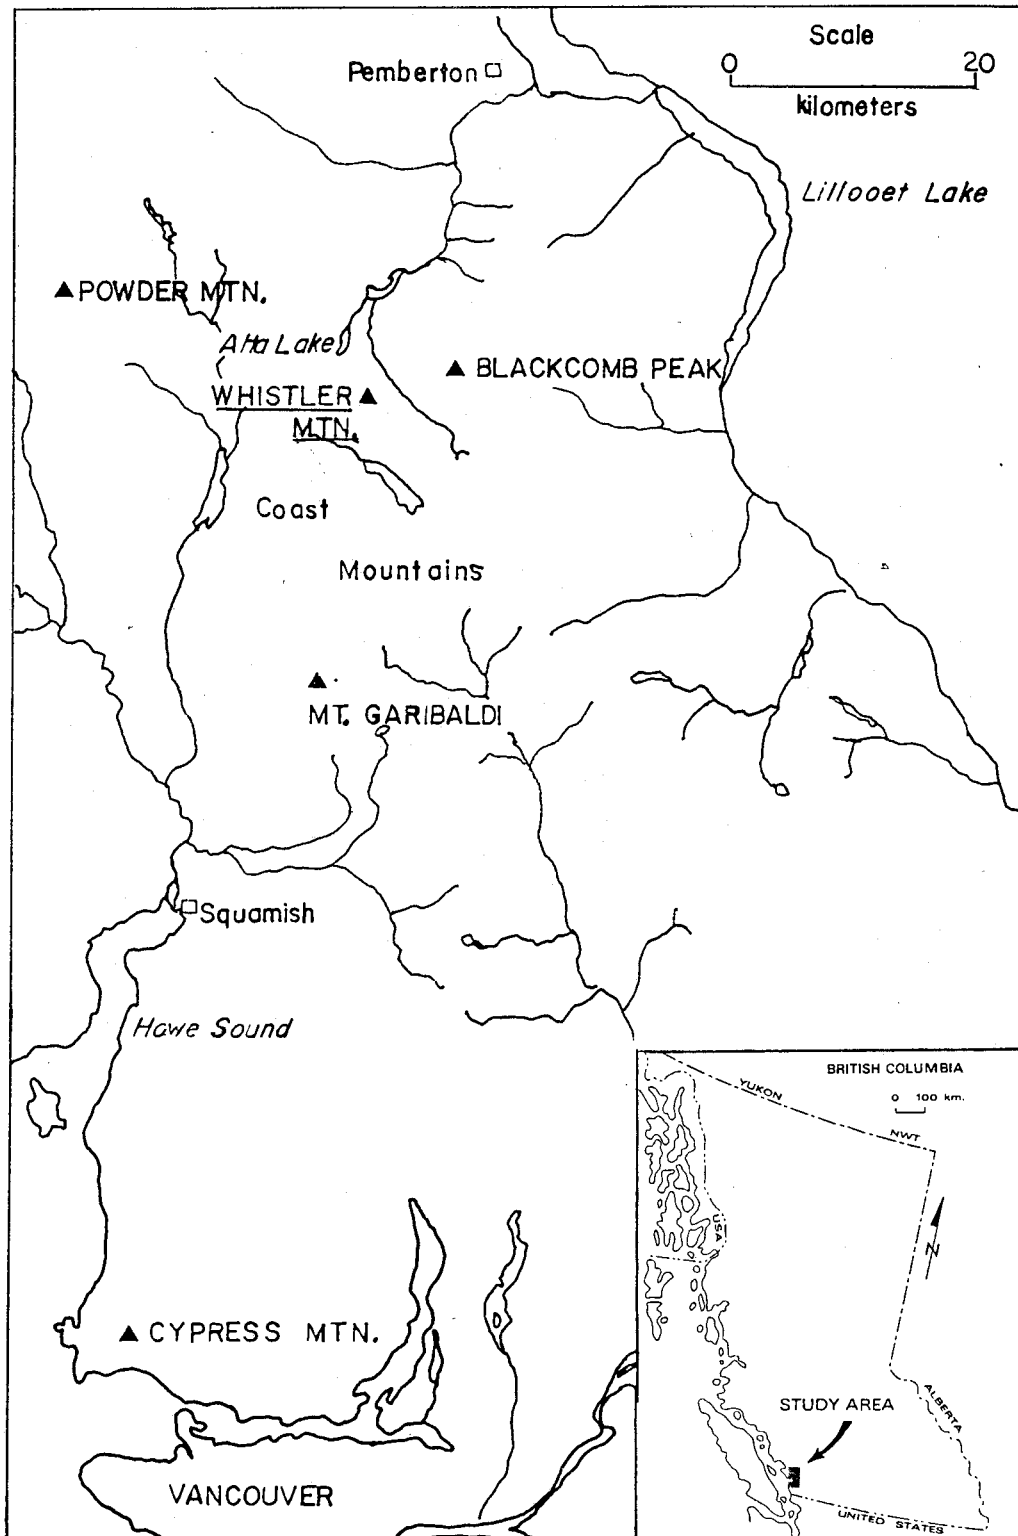 Scale
0 20
kilometers
Pemberton
Lillooet Lake
POWDER MTN.
Alta Lake
BLACKCOMB PEAK
WHISTLER
MTN.
Coast
Mountains
MT. GARIBALDI
Squamish
Howe Sound
CYPRESS MTN.
VANCOUVER
BRITISH COLUMBIA
0 100 km.
YUKON
NWT
USA
N
STUDY AREA
ALBERTA
UNITED STATES